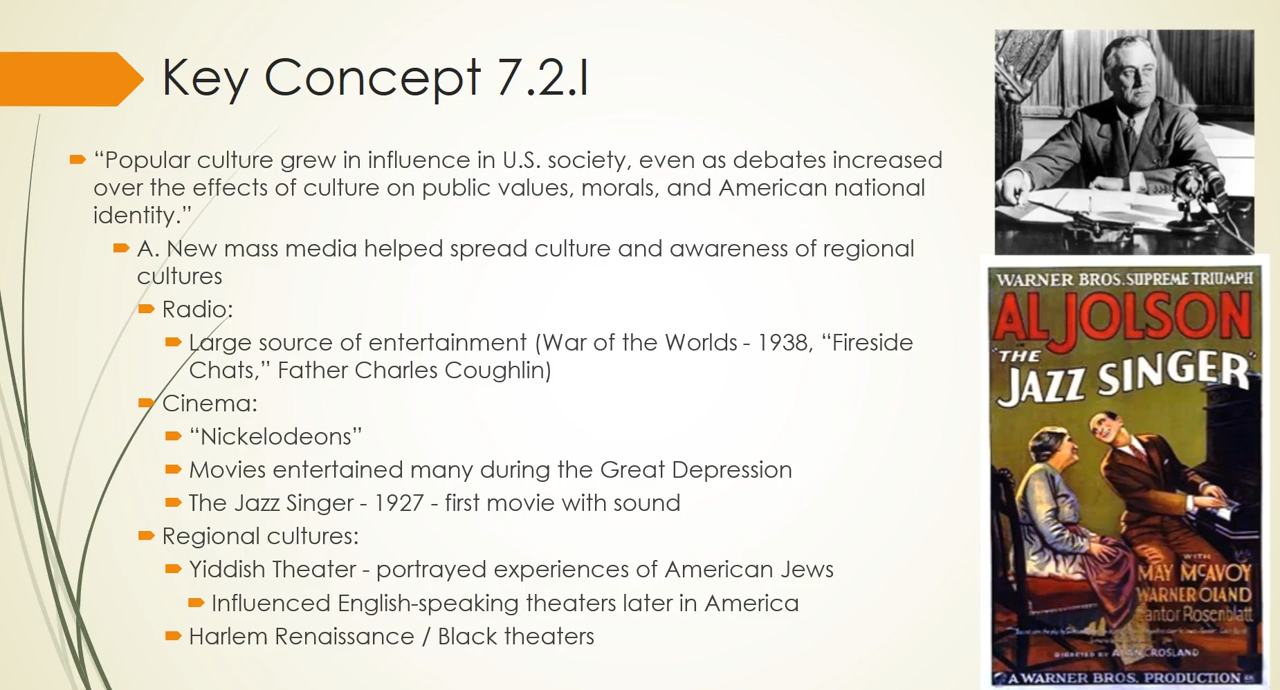 Key Concept 7.2.I
“Popular culture grew in influence in U.S. society, even as debates increased
over the effects of culture on public values, morals, and American national
identity.”
A. New mass media helped spread culture and awareness of regional
cultures
Radio:
Large source of entertainment (War of the Worlds - 1938, “Fireside
Chats,” Father Charles Coughlin)
Cinema:
“Nickelodeons”
Movies entertained many during the Great Depression
The Jazz Singer - 1927 - first movie with sound
Regional cultures:
Yiddish Theater - portrayed experiences of American Jews
Influenced English-speaking theaters later in America
Harlem Renaissance / Black theaters
WARNER BROS. SUPREME TRIUMPH
AL JOLSON
IN
"THE
JAZZ SINGER"
WITH
MAY McAVOY
WARNER OLAND
Cantor Rosenblatt
DIRECTED BY ALAN CROSLAND
A WARNER BROS. PRODUCTION